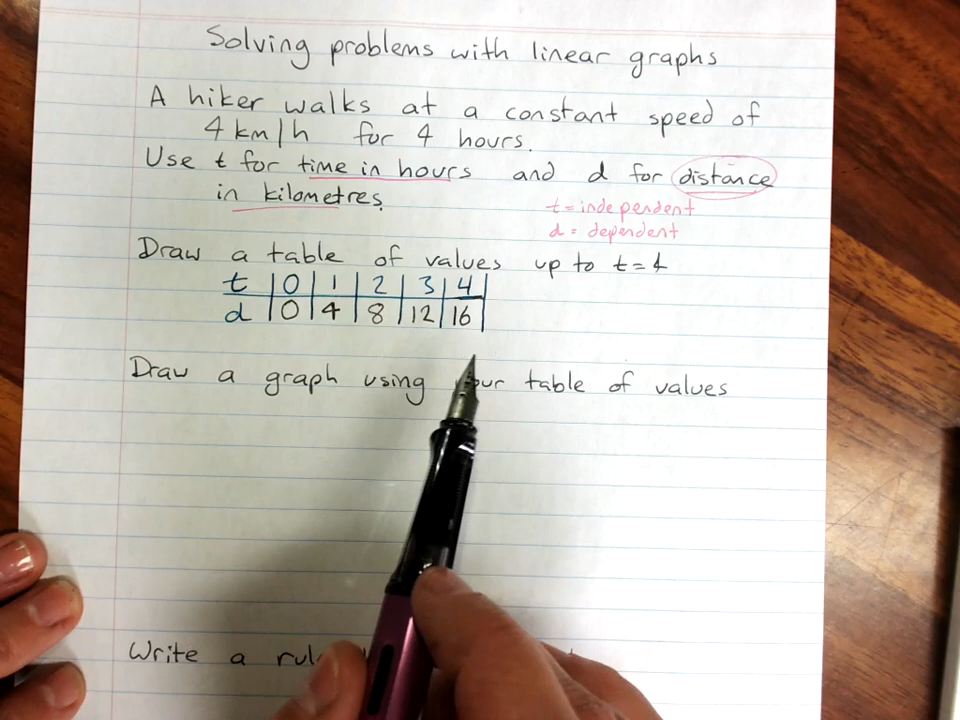 Solving problems with linear graphs
A hiker walks at a constant speed of
4 km/h for 4 hours.
Use t for time in hours and d for distance
in kilometres.
t = independent
d = dependent
Draw a table of values up to t=4
t 0 1 2 3 4
d 0 4 8 12 16
Draw a graph using your table of values
Write a